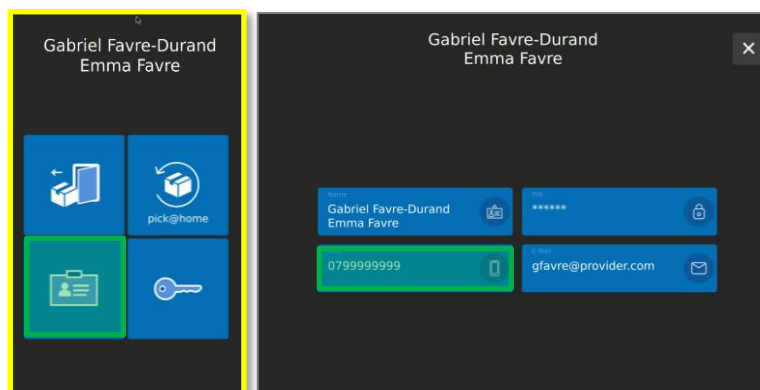 Gabriel Favre-Durand
Emma Favre
pick@home
Gabriel Favre-Durand
Emma Favre
Name
Gabriel Favre-Durand
Emma Favre
PIN
******
0799999999
E-Mail
gfavre@provider.com